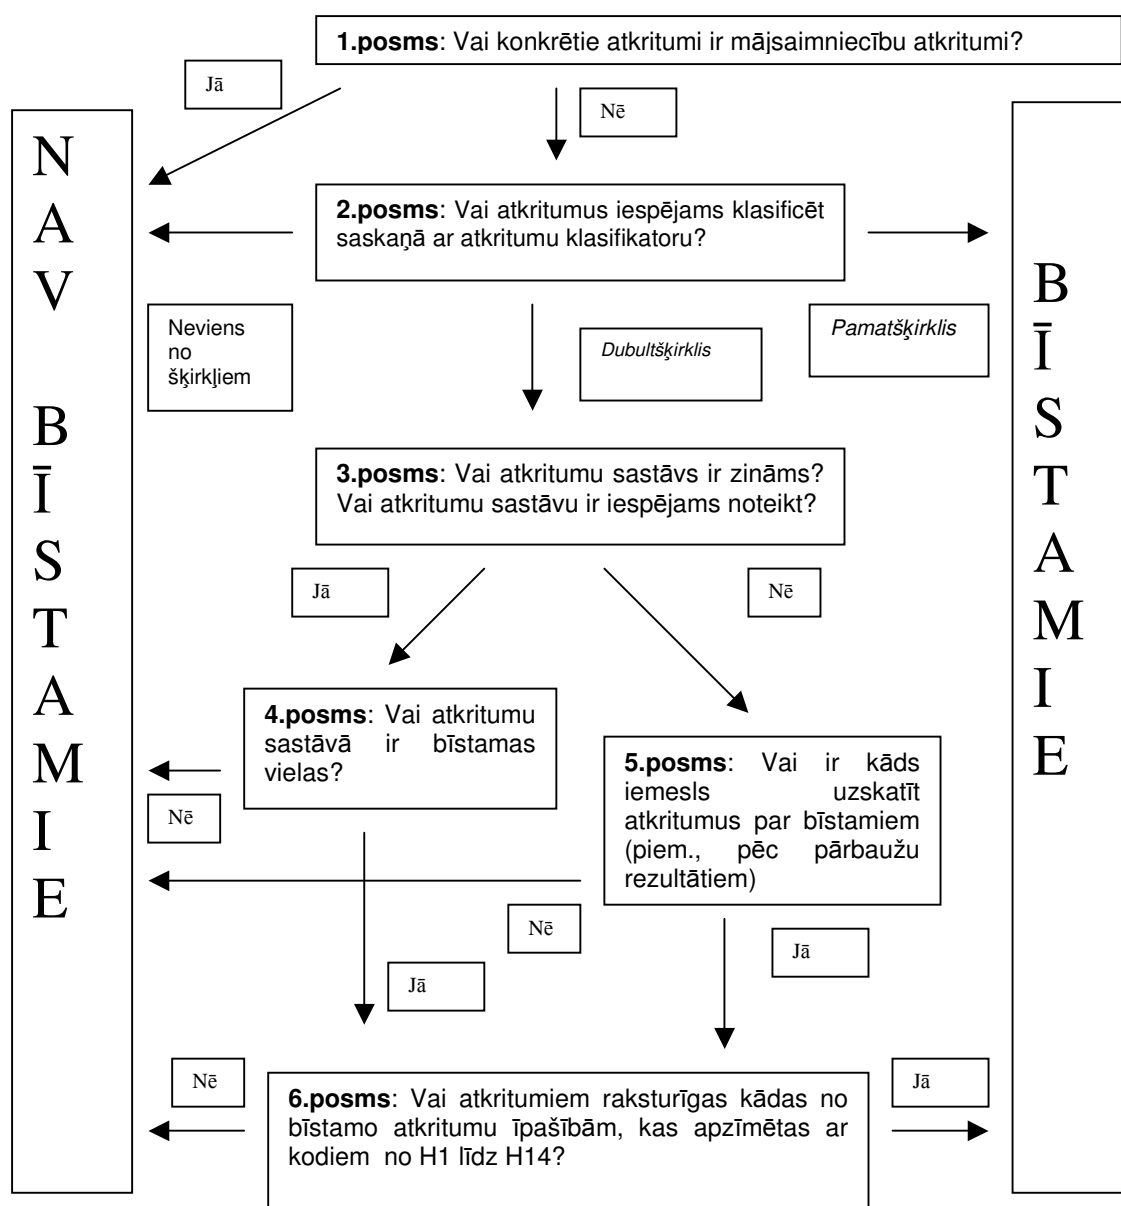 1.posms: Vai konkrētie atkritumi ir mājsaimniecību atkritumi?
Jā
Nē
N
A
V
B
Ī
S
T
A
M
I
E
2.posms: Vai atkritumus iespējams klasificēt
saskaņā ar atkritumu klasifikatoru?
Neviens
no
šķirkļiem
Dubultšķirklis
Pamatšķirklis
B
Ī
S
T
A
M
I
E
3.posms: Vai atkritumu sastāvs ir zināms?
Vai atkritumu sastāvu ir iespējams noteikt?
Jā
Nē
4.posms: Vai atkritumu
sastāvā ir bīstamas
vielas?
Nē
5.posms: Vai ir kāds
iemesls uzskatīt
atkritumus par bīstamiem
(piem., pēc pārbaužu
rezultātiem)
Nē
Jā
Jā
Nē
6.posms: Vai atkritumiem raksturīgas kādas no
bīstamo atkritumu īpašībām, kas apzīmētas ar
kodiem no H1 līdz H14?
Jā